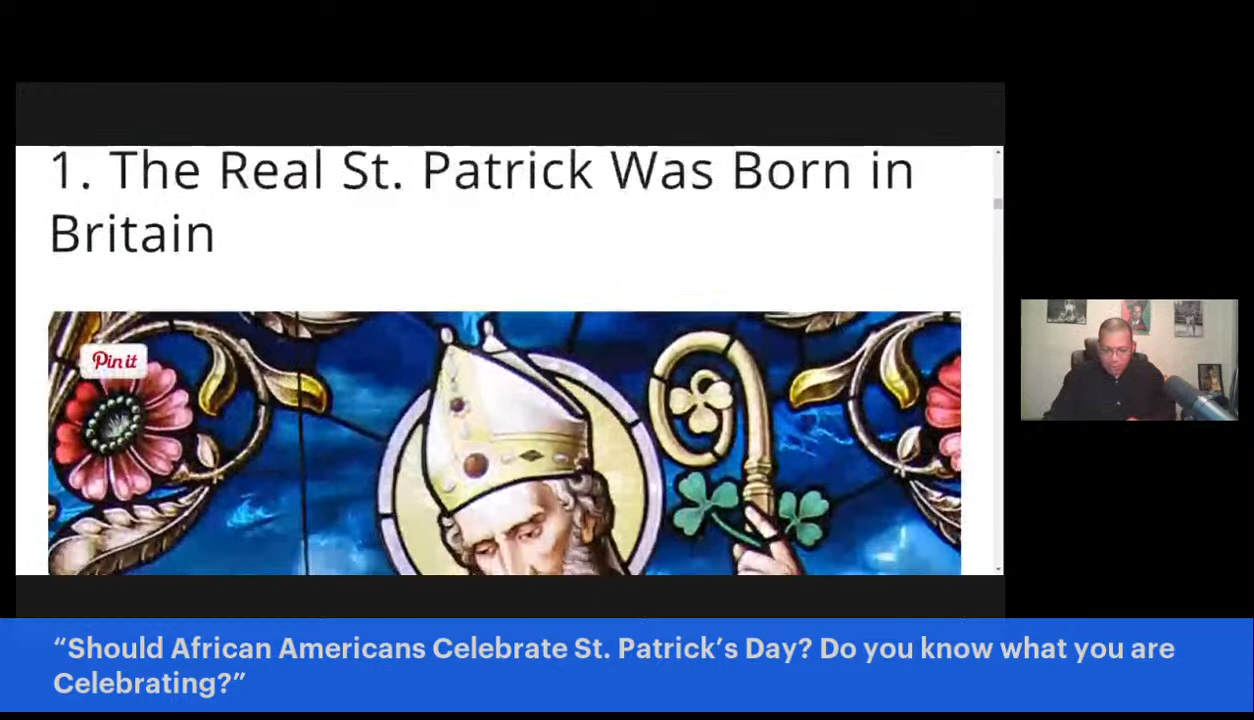 1. The Real St. Patrick Was Born in
Britain
Pin it
“Should African Americans Celebrate St. Patrick’s Day? Do you know what you are
Celebrating?”